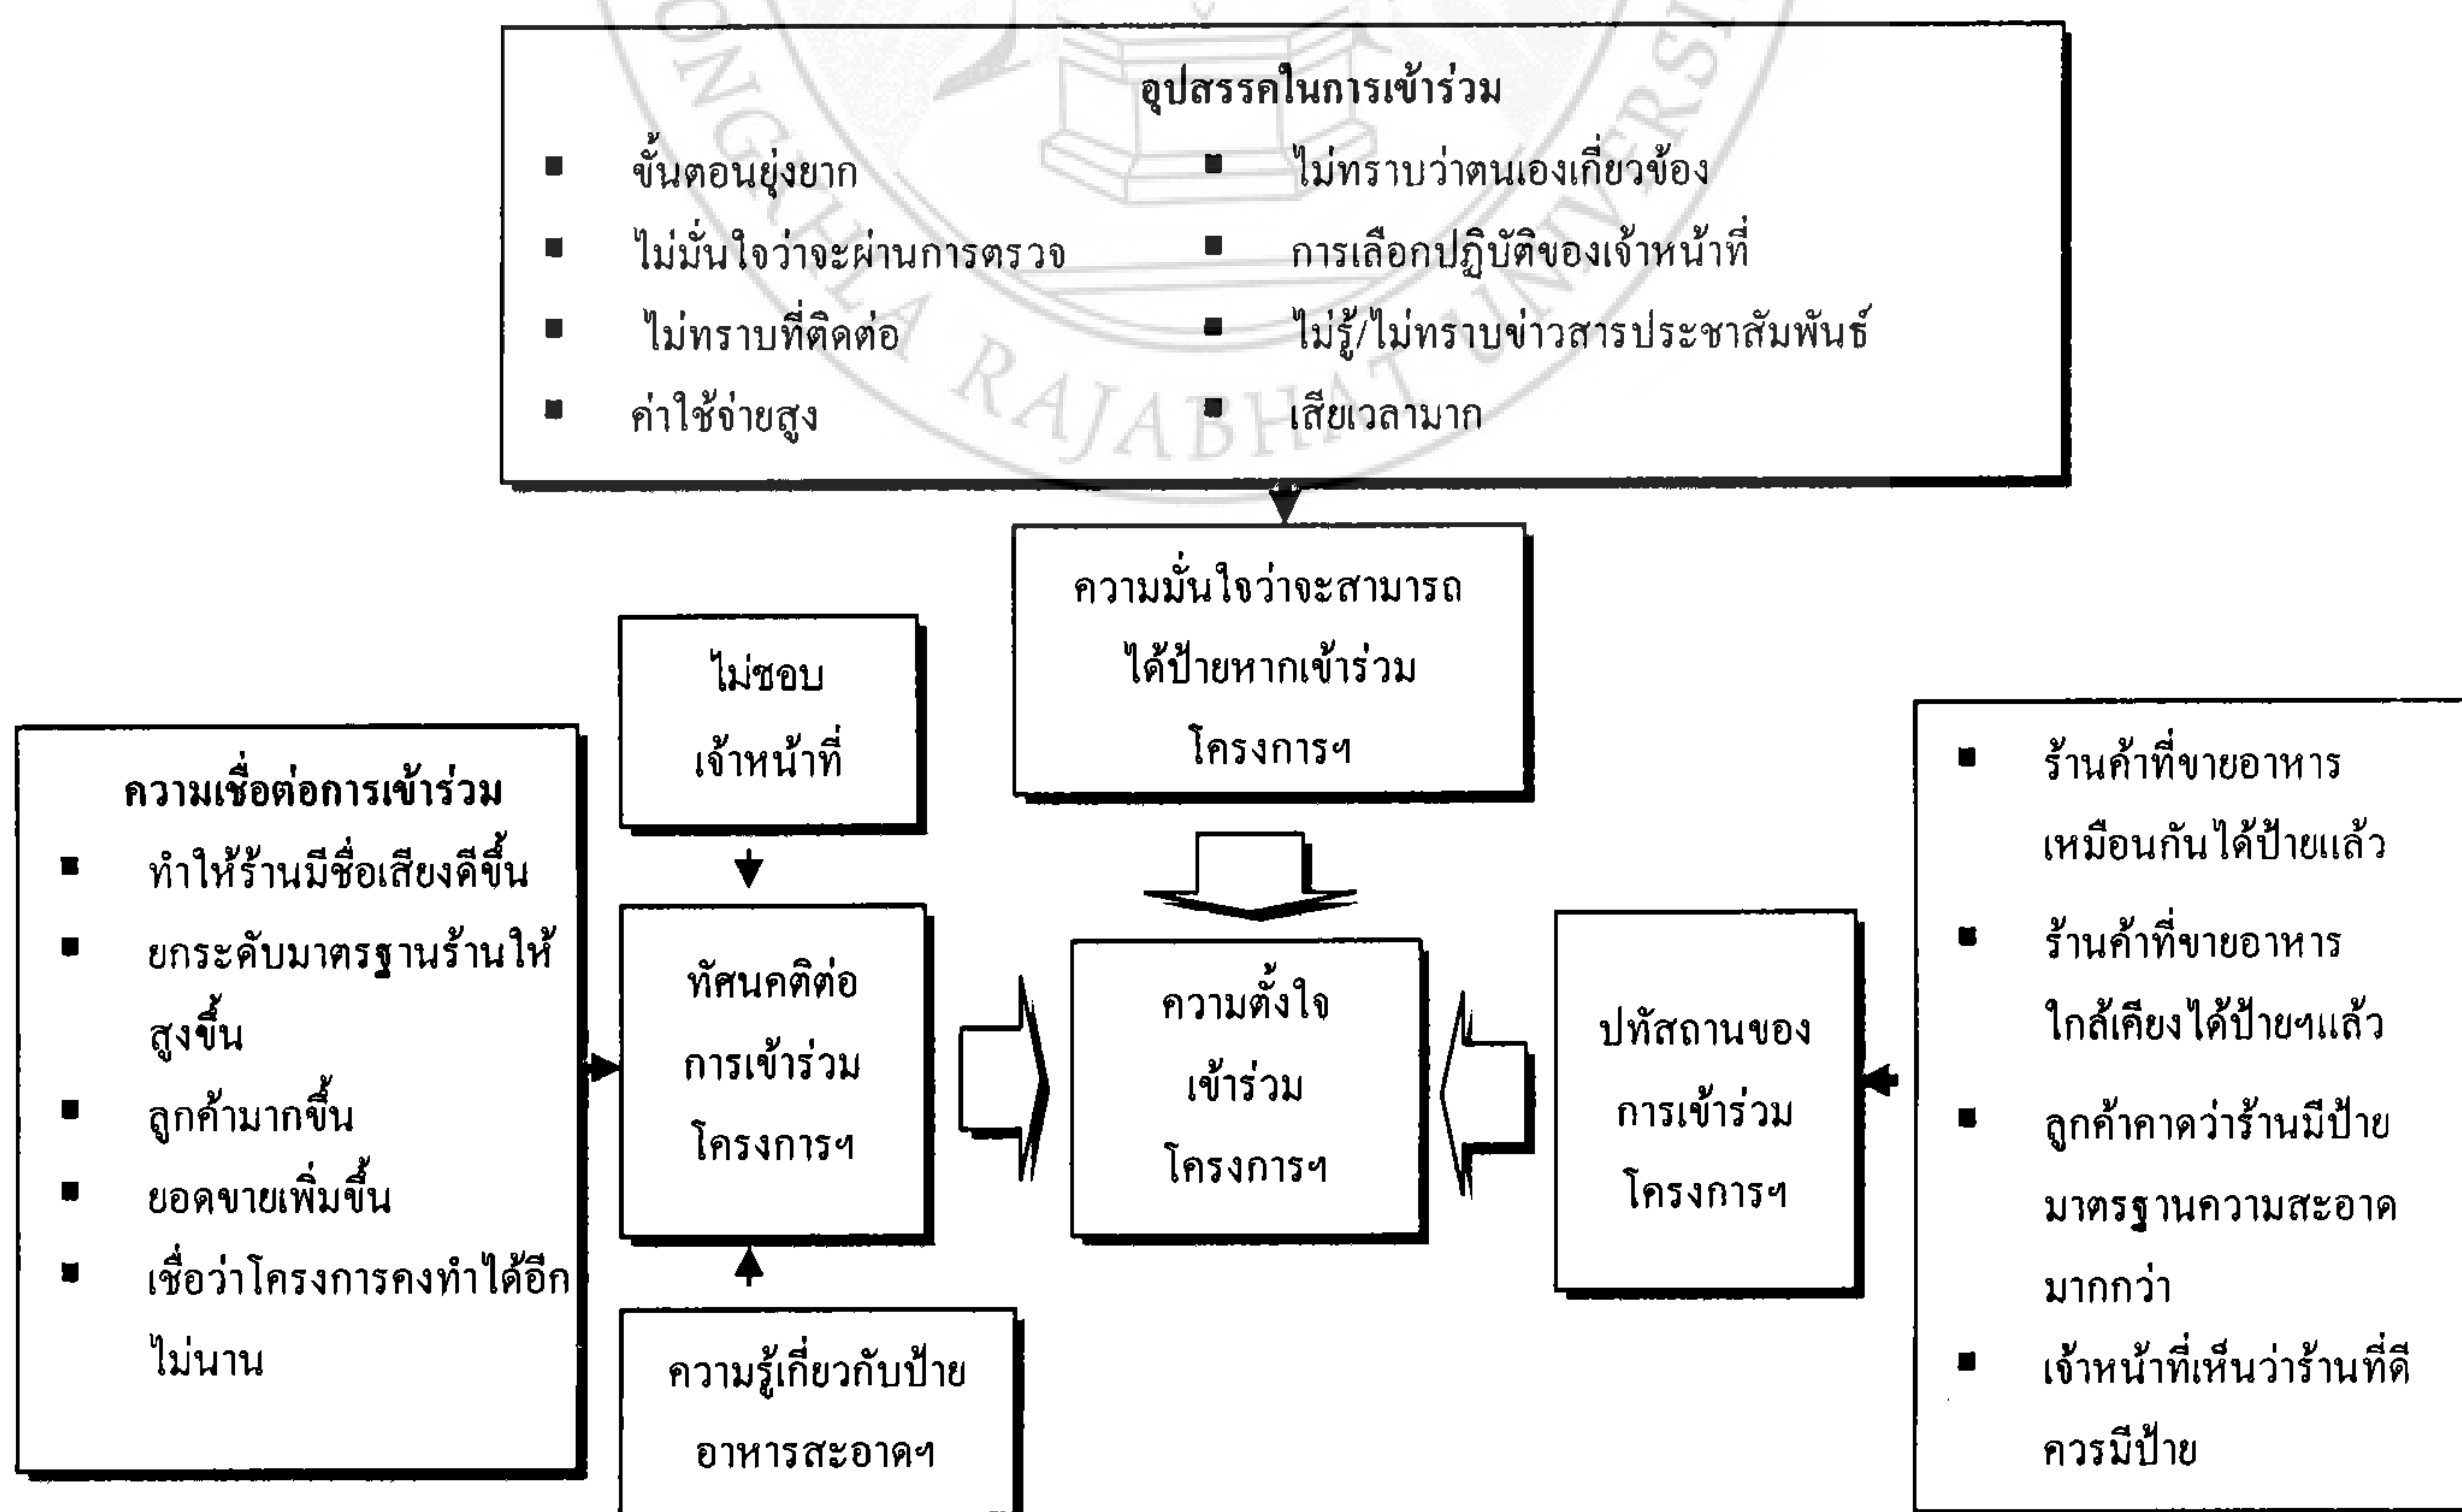 อุปสรรคในการเข้าร่วม
■ ขั้นตอนยุ่งยาก
■ ไม่มั่นใจว่าจะผ่านการตรวจ
■ ไม่ทราบที่ติดต่อ
■ ค่าใช้จ่ายสูง
■ ไม่ทราบว่าตนเองเกี่ยวข้อง
■ การเลือกปฏิบัติของเจ้าหน้าที่
■ ไม่รู้/ไม่ทราบข่าวสารประชาสัมพันธ์
■ เสียเวลามาก
ความมั่นใจว่าจะสามารถ
ได้ป้ายหากเข้าร่วม
โครงการฯ
ไม่ชอบ
เจ้าหน้าที่
ความเชื่อต่อการเข้าร่วม
■ ทำให้ร้านมีชื่อเสียงดีขึ้น
■ ยกระดับมาตรฐานร้านให้
สูงขึ้น
■ ลูกค้ามากขึ้น
■ ยอดขายเพิ่มขึ้น
■ เชื่อว่าโครงการคงทำได้อีก
ไม่นาน
ทัศนคติต่อ
การเข้าร่วม
โครงการฯ
ความตั้งใจ
เข้าร่วม
โครงการฯ
ปทัสถานของ
การเข้าร่วม
โครงการฯ
■ ร้านค้าที่ขายอาหาร
เหมือนกันได้ป้ายแล้ว
■ ร้านค้าที่ขายอาหาร
ใกล้เคียงได้ป้ายฯแล้ว
■ ลูกค้าคาดว่าร้านมีป้าย
มาตรฐานความสะอาด
มากกว่า
■ เจ้าหน้าที่เห็นว่าร้านที่ดี
ควรมีป้าย
ความรู้เกี่ยวกับป้าย
อาหารสะอาดฯ
ONGKHLA RAJABHAT UNIVERSI